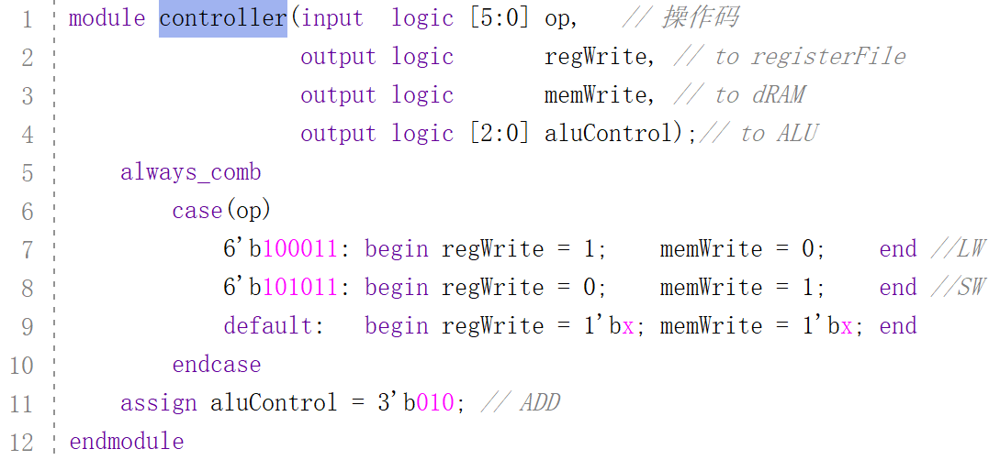 1 module controller(input  logic [5:0] op,   // 操作码
2                   output logic       regWrite, // to registerFile
3                   output logic       memWrite, // to dRAM
4                   output logic [2:0] aluControl);// to ALU
5     always_comb
6         case(op)
7             6'b100011: begin regWrite = 1;    memWrite = 0;    end //LW
8             6'b101011: begin regWrite = 0;    memWrite = 1;    end //SW
9             default:   begin regWrite = 1'bx; memWrite = 1'bx; end
10         endcase
11     assign aluControl = 3'b010; // ADD
12 endmodule